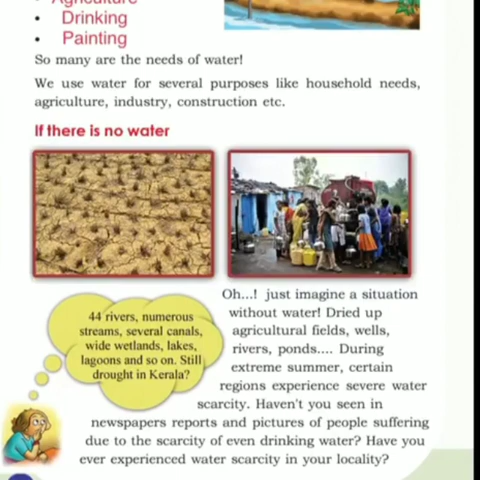 Agriculture
• Drinking
• Painting
So many are the needs of water!
We use water for several purposes like household needs,
agriculture, industry, construction etc.
If there is no water
44 rivers, numerous
streams, several canals,
wide wetlands, lakes,
lagoons and so on. Still
drought in Kerala?
Oh...! just imagine a situation
without water! Dried up
agricultural fields, wells,
rivers, ponds.... During
extreme summer, certain
regions experience severe water
scarcity. Haven't you seen in
newspapers reports and pictures of people suffering
due to the scarcity of even drinking water? Have you
ever experienced water scarcity in your locality?